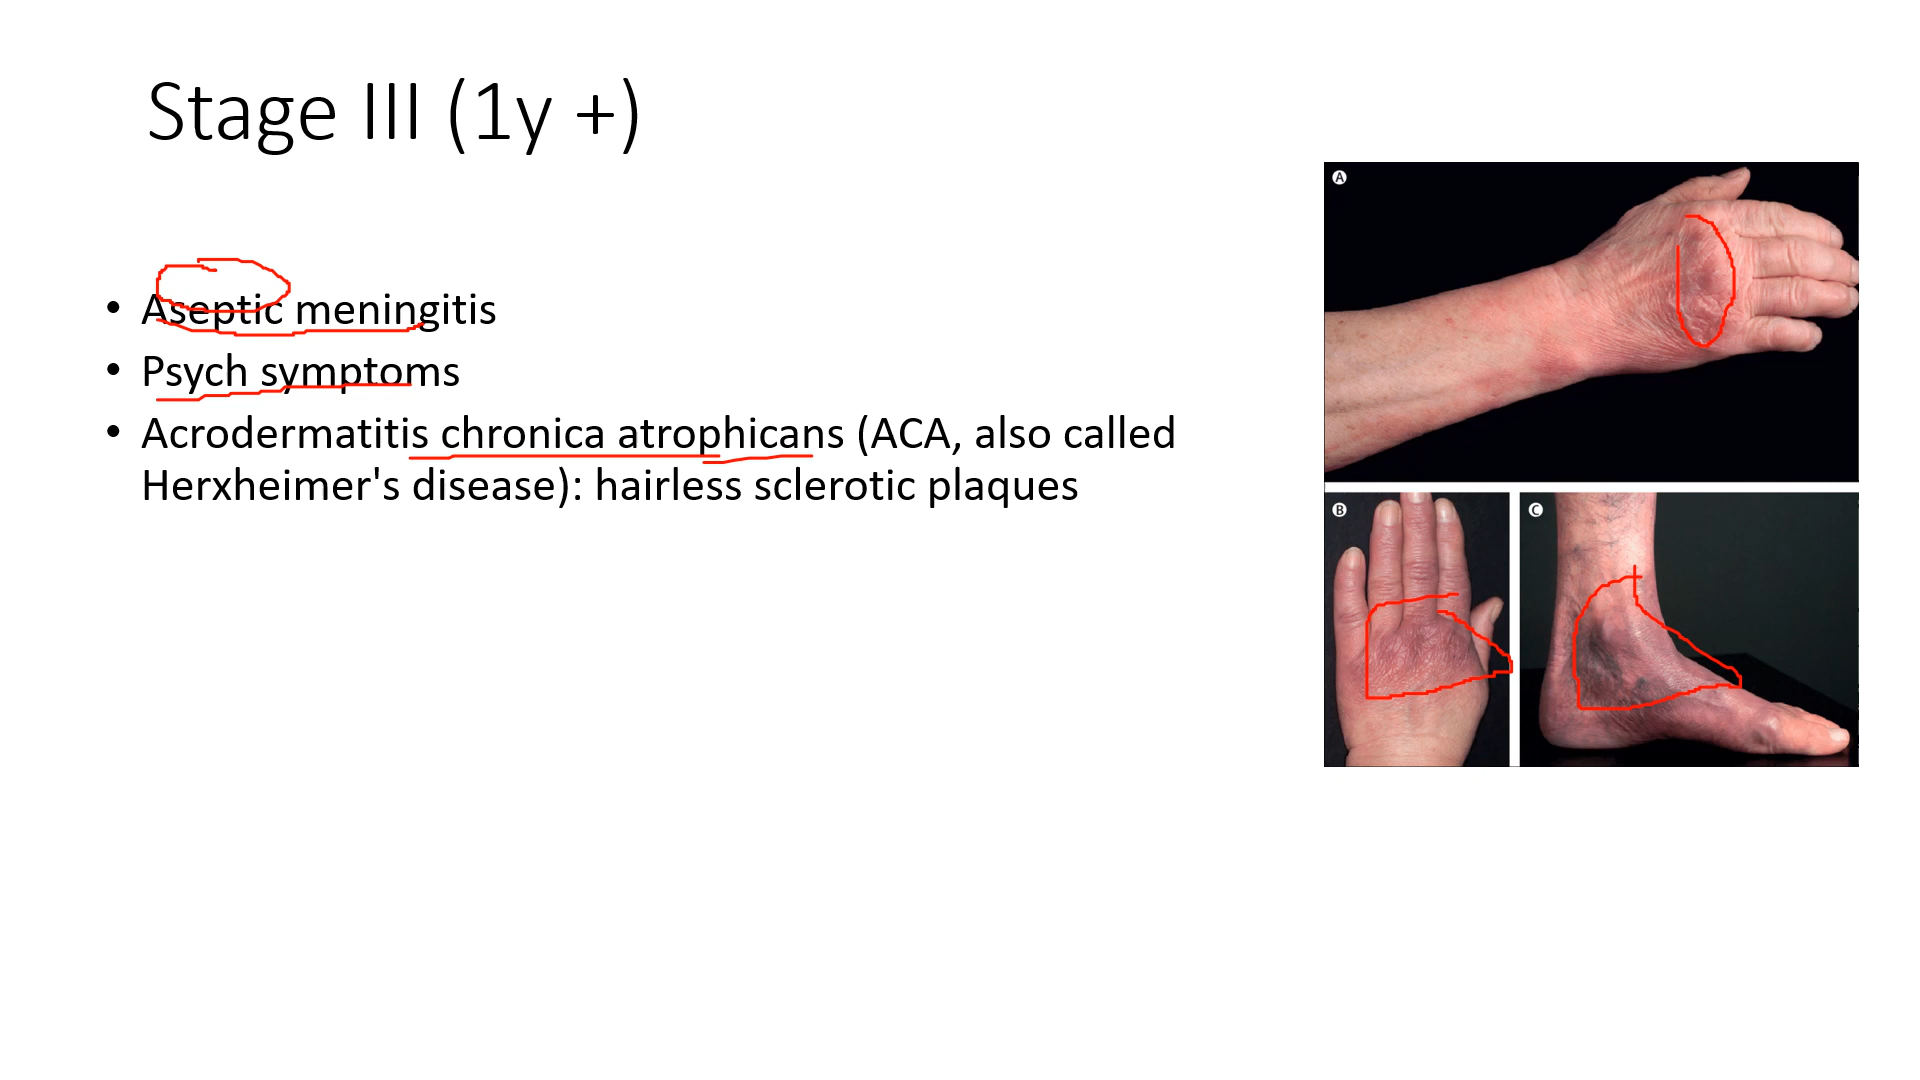 Stage III (1y +)
• Aseptic meningitis
• Psych symptoms
• Acrodermatitis chronica atrophicans (ACA, also called
Herxheimer's disease): hairless sclerotic plaques
A
B
C